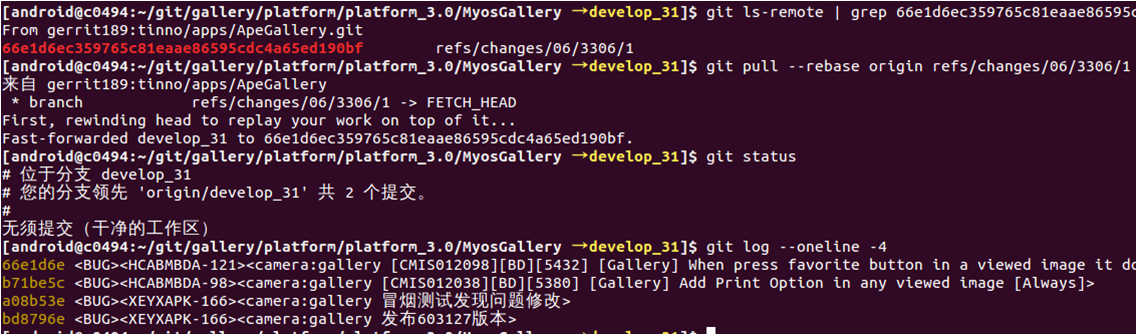 [android@c0494:~/git/gallery/platform/platform_3.0/MyosGallery →develop_31]$ git ls-remote | grep 66e1d6ec359765c81eaae86595c
From gerrit189:tinno/apps/ApeGallery.git
66e1d6ec359765c81eaae86595cdc4a65ed190bf refs/changes/06/3306/1
[android@c0494:~/git/gallery/platform/platform_3.0/MyosGallery →develop_31]$ git pull --rebase origin refs/changes/06/3306/1
来自 gerrit189:tinno/apps/ApeGallery
* branch refs/changes/06/3306/1 -> FETCH_HEAD
First, rewinding head to replay your work on top of it...
Fast-forwarded develop_31 to 66e1d6ec359765c81eaae86595cdc4a65ed190bf.
[android@c0494:~/git/gallery/platform/platform_3.0/MyosGallery →develop_31]$ git status
# 位于分支 develop_31
# 您的分支领先 'origin/develop_31' 共 2 个提交。
#
无须提交（干净的工作区）
[android@c0494:~/git/gallery/platform/platform_3.0/MyosGallery →develop_31]$ git log --oneline -4
66e1d6e <BUG><HCABMBDA-121><camera:gallery [CMIS012098][BD][5432] [Gallery] When press favorite button in a viewed image it do
b71be5c <BUG><HCABMBDA-98><camera:gallery [CMIS012038][BD][5380] [Gallery] Add Print Option in any viewed image [Always]>
a08b53e <BUG><XEYXAPK-166><camera:gallery 冒烟测试发现问题修改>
bd8796e <BUG><XEYXAPK-166><camera:gallery 发布603127版本>